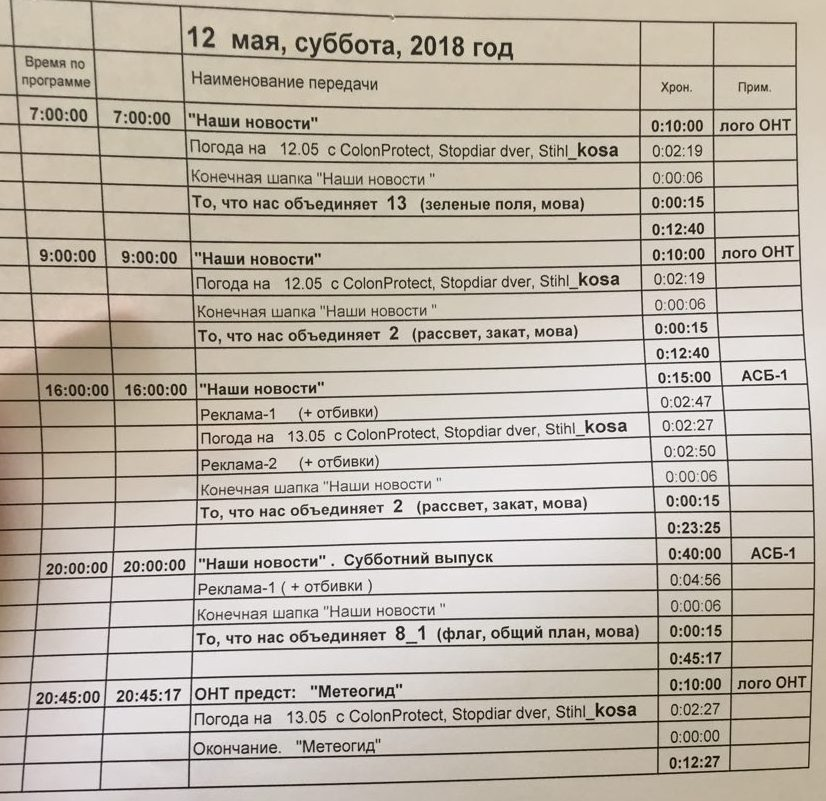 12 мая, суббота, 2018 год
Время по программе Наименование передачи Хрон. Прим.
7:00:00 7:00:00 "Наши новости" 0:10:00 лого ОНТ
Погода на 12.05 с ColonProtect, Stopdiar dver, Stihl_kosa 0:02:19
Конечная шапка "Наши новости " 0:00:06
То, что нас объединяет 13 (зеленые поля, мова) 0:00:15
0:12:40
9:00:00 9:00:00 "Наши новости" 0:10:00 лого ОНТ
Погода на 12.05 с ColonProtect, Stopdiar dver, Stihl_kosa 0:02:19
Конечная шапка "Наши новости " 0:00:06
То, что нас объединяет 2 (рассвет, закат, мова) 0:00:15
0:12:40
16:00:00 16:00:00 "Наши новости" 0:15:00 АСБ-1
Реклама-1 (+ отбивки) 0:02:47
Погода на 13.05 с ColonProtect, Stopdiar dver, Stihl_kosa 0:02:27
Реклама-2 (+ отбивки) 0:02:50
Конечная шапка "Наши новости " 0:00:06
То, что нас объединяет 2 (рассвет, закат, мова) 0:00:15
0:23:25
20:00:00 20:00:00 "Наши новости" . Субботний выпуск 0:40:00 АСБ-1
Реклама-1 ( + отбивки ) 0:04:56
Конечная шапка "Наши новости " 0:00:06
То, что нас объединяет 8_1 (флаг, общий план, мова) 0:00:15
0:45:17
20:45:00 20:45:17 ОНТ предст: "Метеогид" 0:10:00 лого ОНТ
Погода на 13.05 с ColonProtect, Stopdiar dver, Stihl_kosa 0:02:27
Окончание. "Метеогид" 0:00:00
0:12:27